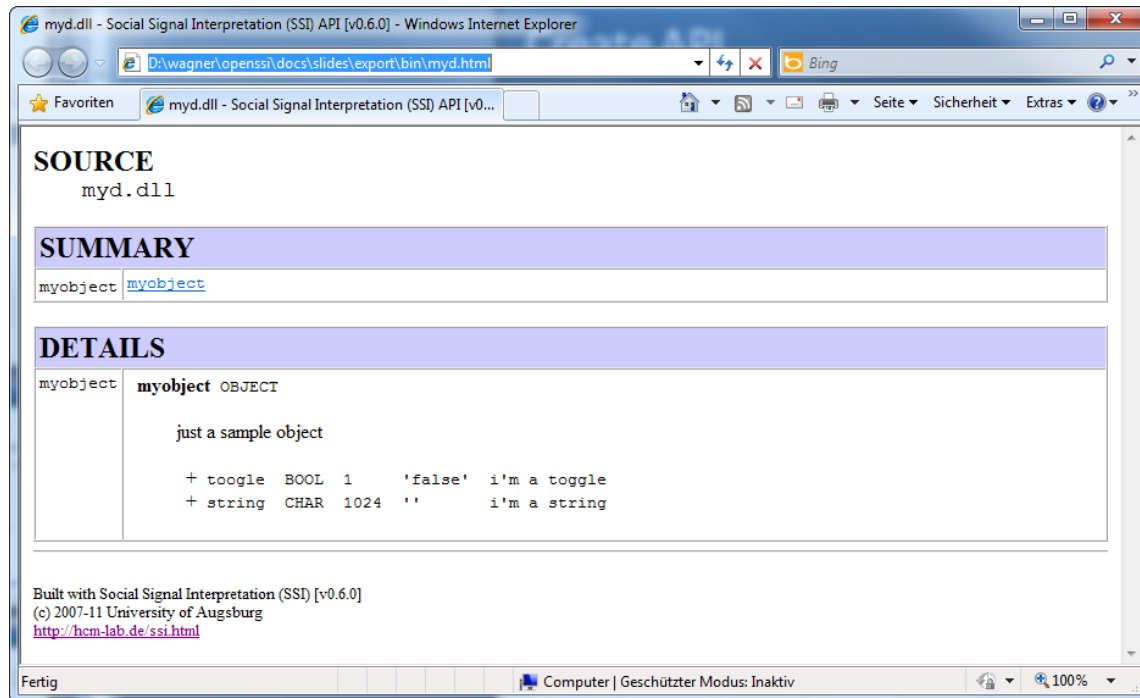 myd.dll - Social Signal Interpretation (SSI) API [v0.6.0] - Windows Internet Explorer
Create API
D:\wagner\openssi\docs\slides\export\bin\myd.html
Bing
Favoriten
myd.dll - Social Signal Interpretation (SSI) API [v0...
Seite
Sicherheit
Extras
»
SOURCE
myd.dll
SUMMARY
myobject myobject
DETAILS
myobject myobject OBJECT
just a sample object
+ toogle BOOL 1 'false' i'm a toggle
+ string CHAR 1024 '' i'm a string
Built with Social Signal Interpretation (SSI) [v0.6.0]
(c) 2007-11 University of Augsburg
http://hcm-lab.de/ssi.html
Fertig
Computer | Geschützter Modus: Inaktiv
100%